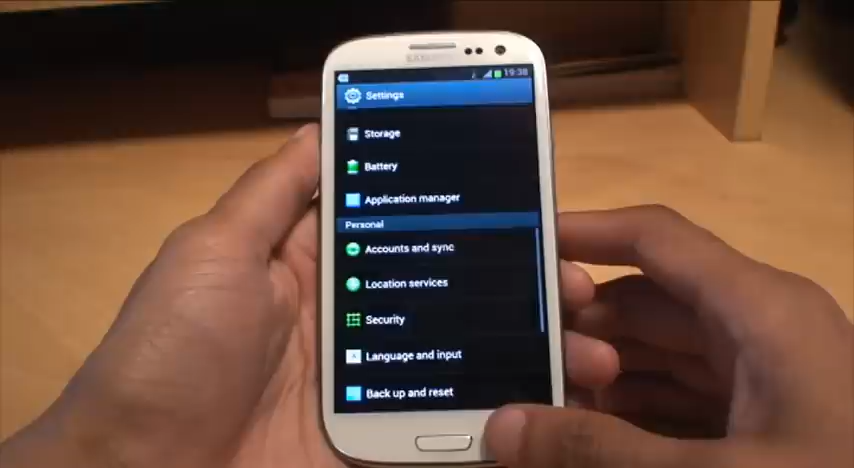 SAMSUNG
19:38
Settings
Storage
Battery
Application manager
Personal
Accounts and sync
Location services
Security
Language and input
Back up and reset